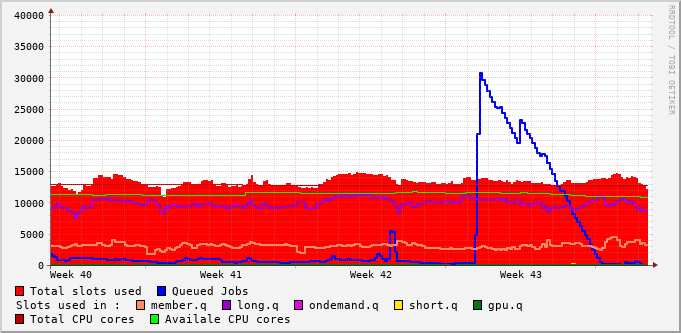 RRDTOOL / TOBI OETIKER
40000
35000
30000
25000
20000
15000
10000
5000
0
Week 40 Week 41 Week 42 Week 43
Total slots used Queued Jobs
Slots used in : member.q long.q ondemand.q short.q gpu.q
Total CPU cores Availale CPU cores